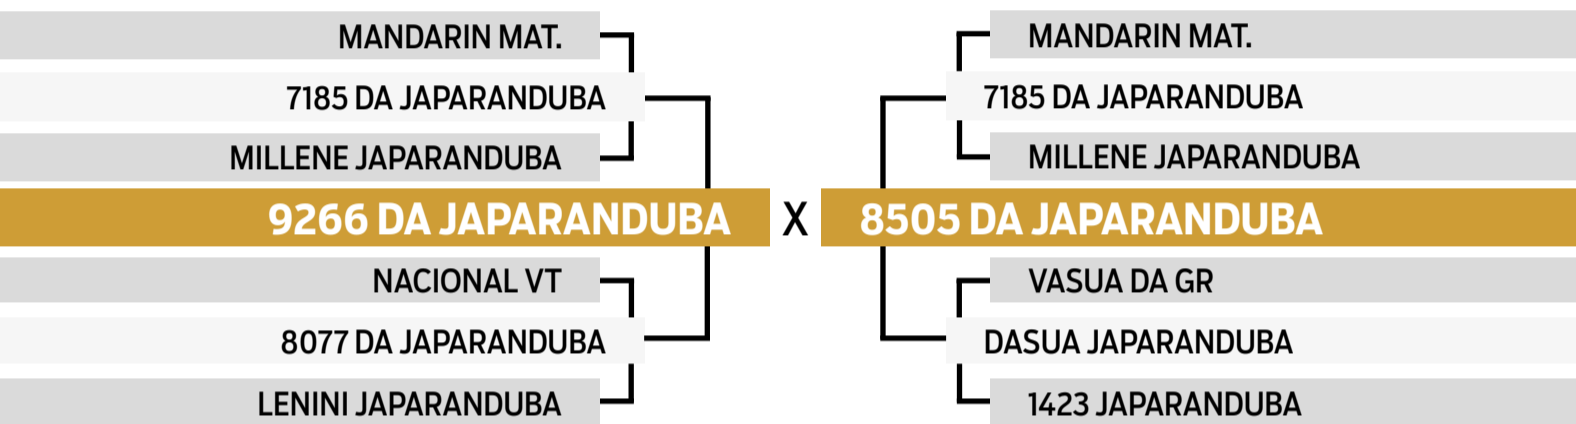 MANDARIN MAT.
7185 DA JAPARANDUBA
MILLENE JAPARANDUBA
9266 DA JAPARANDUBA
NACIONAL VT
8077 DA JAPARANDUBA
LENINI JAPARANDUBA
X
MANDARIN MAT.
7185 DA JAPARANDUBA
MILLENE JAPARANDUBA
8505 DA JAPARANDUBA
VASUA DA GR
DASUA JAPARANDUBA
1423 JAPARANDUBA